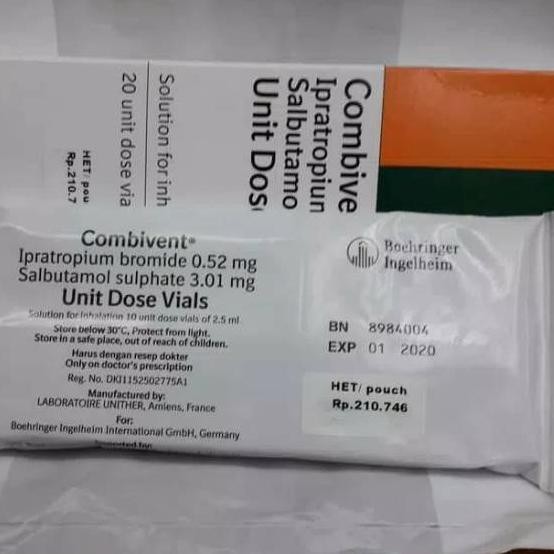 Combive
Ipratropiun
Salbutamo
Unit Dos
Solution for inh
20 unit dose via
HET/ pou
Rp.210.7
Combivent®
Ipratropium bromide 0.52 mg
Salbutamol sulphate 3.01 mg
Unit Dose Vials
Solution for Inhalation 10 unit dose vials of 2.5 ml
Store below 30°C, Protect from light.
Store in a safe place, out of reach of children.
Harus dengan resep dokter
Only on doctor's prescription
Reg. No. DKI1152502775A1
Manufactured by:
LABORATOIRE UNITHER, Amiens, France
For:
Boehringer Ingelheim International GmbH, Germany
Imported for:
Boehringer
Ingelheim
BN 8984004
EXP 01 2020
HET/ pouch
Rp.210.746